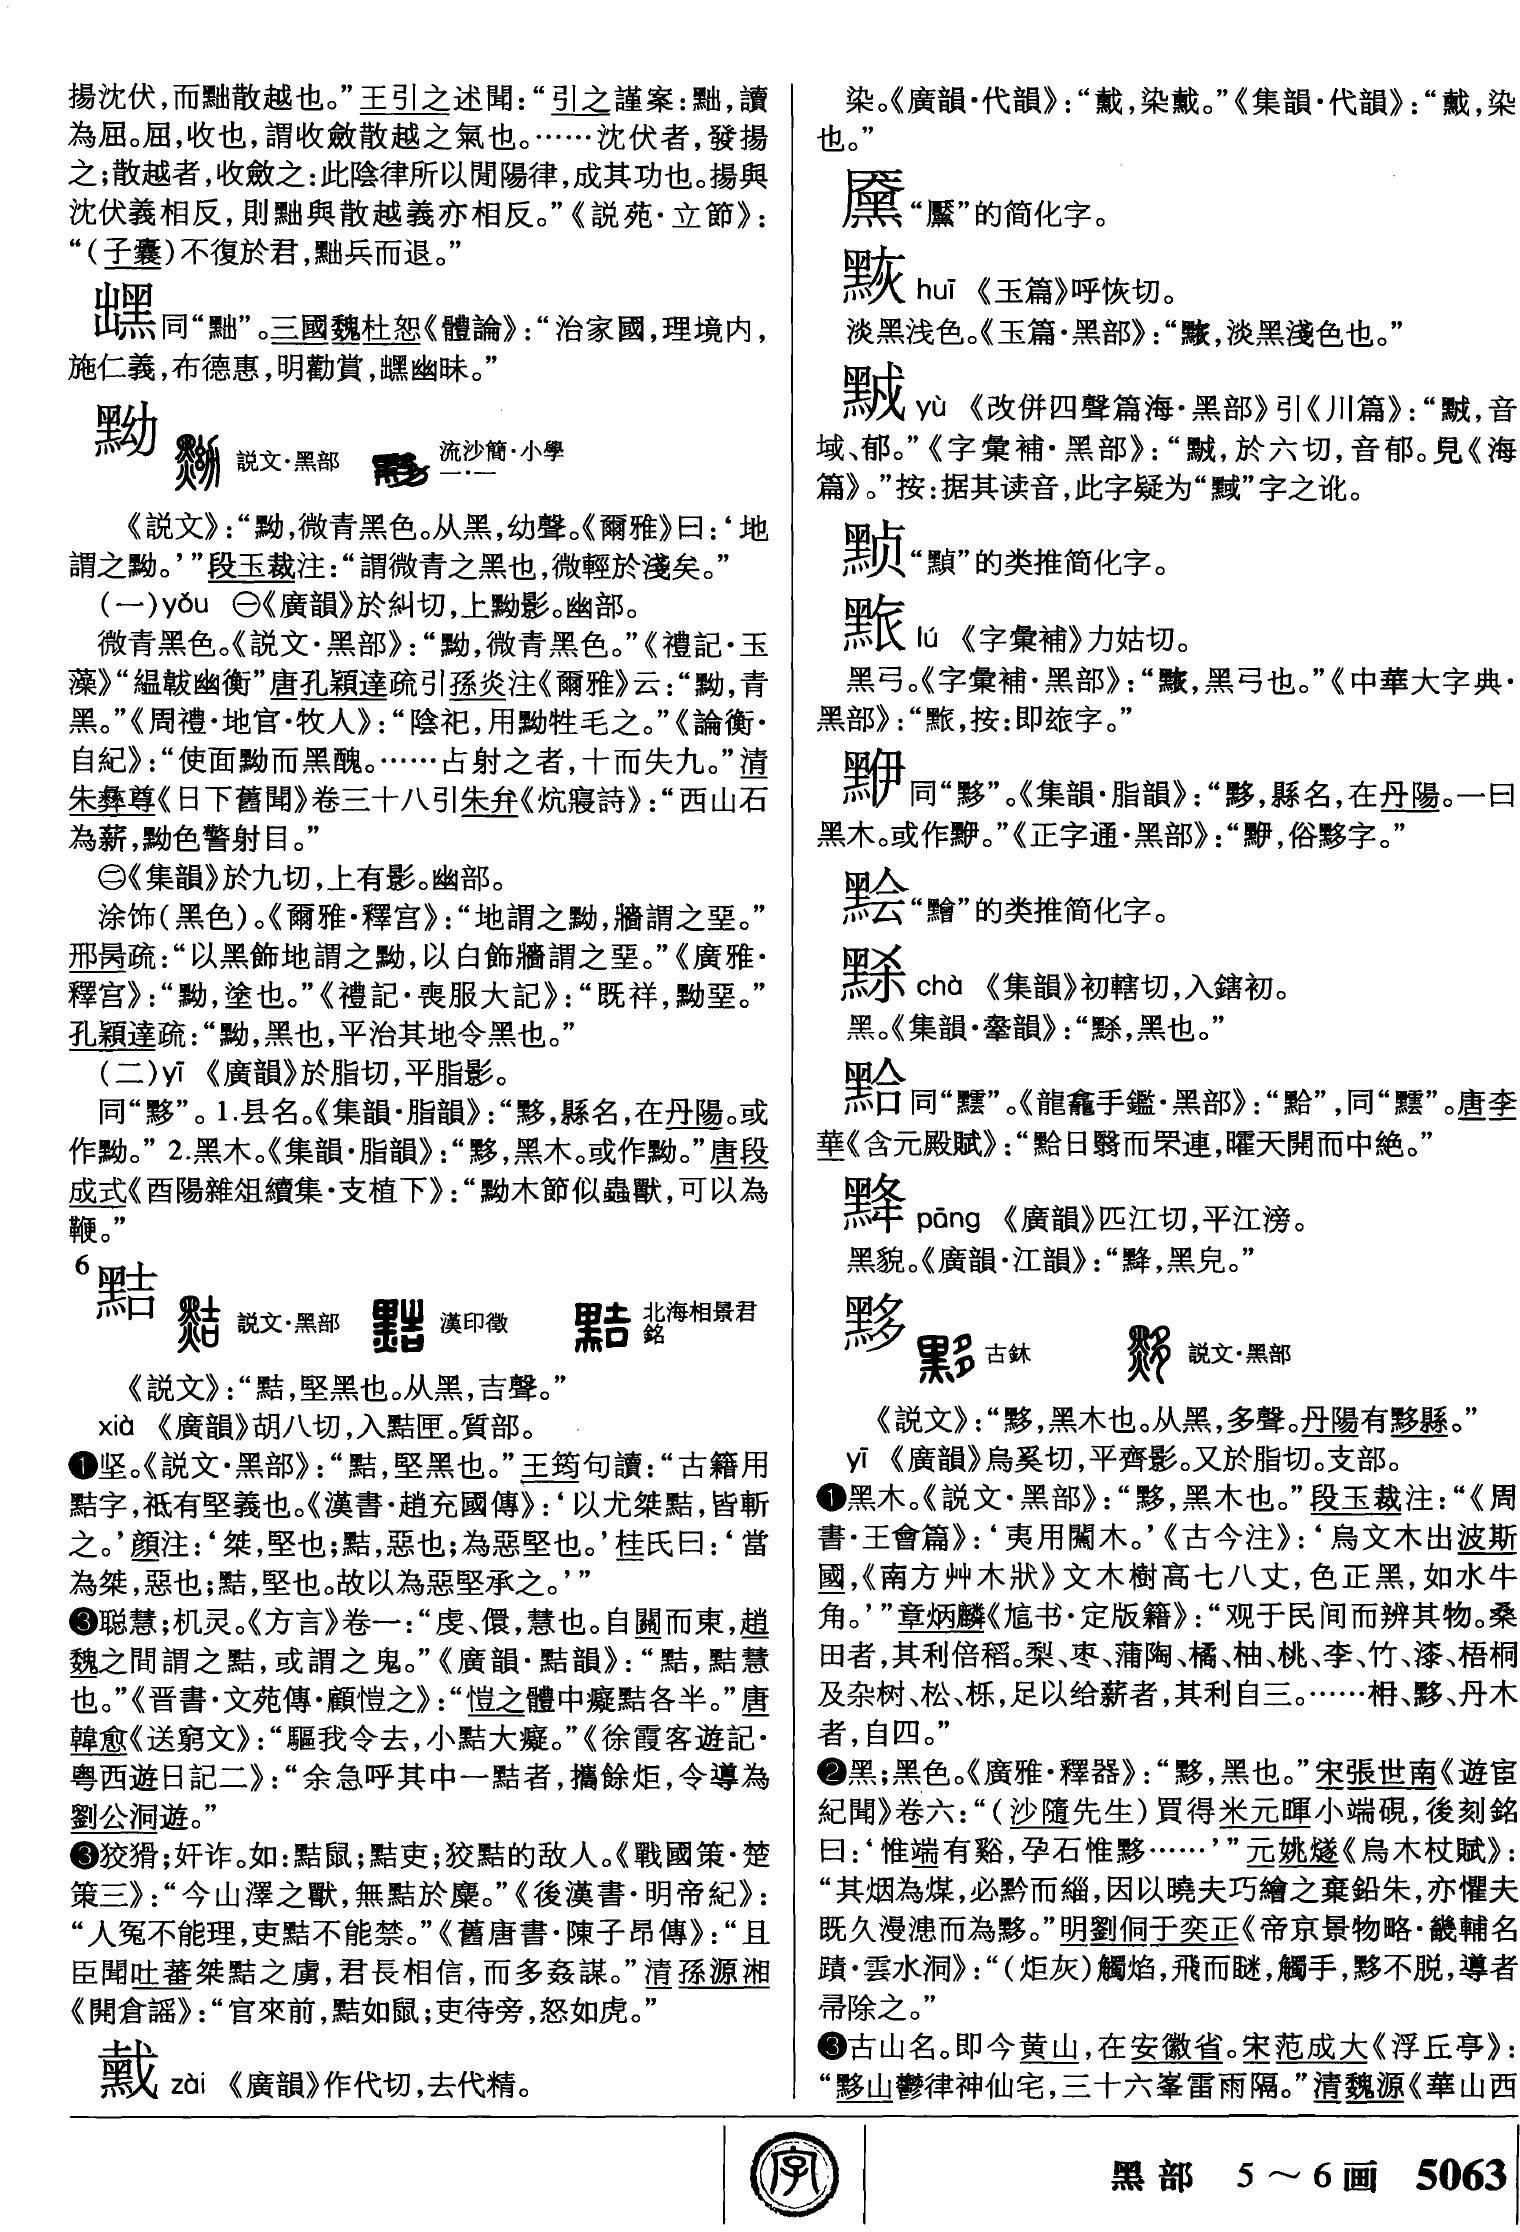 揚沈伏，而黜散越也。”王引之述聞：“引之謹案：黜，讀
為屈。屈，收也，謂收斂散越之氣也。……沈伏者，發揚
之；散越者，收斂之：此陰律所以閒陽律，成其功也。揚與
沈伏義相反，則黜與散越義亦相反。”《説苑·立節》：
“（子囊）不復於君，黜兵而退。”
同“黜”。三國魏杜恕《體論》：“治家國，理境内，
施仁義，布德惠，明勸賞，幽昧。”
黝 説文·黑部 流沙簡·小學
一·一
《説文》：“黝，微青黑色。从黑，幼聲。《爾雅》曰：‘地
謂之黝。’”段玉裁注：“謂微青之黑也，微輕於淺矣。”
（一）yǒu ㊀《廣韻》於糾切，上黝影。幽部。
微青黑色。《説文·黑部》：“黝，微青黑色。”《禮記·玉
藻》“緼韍幽衡”唐孔穎達疏引孫炎注《爾雅》云：“黝，青
黑。”《周禮·地官·牧人》：“陰祀，用黝牲毛之。”《論衡·
自紀》：“使面黝而黑醜。……占射之者，十而失九。”清
朱彝尊《日下舊聞》卷三十八引朱弁《炕寢詩》：“西山石
為薪，黝色警射目。”
㊁《集韻》於九切，上有影。幽部。
涂饰（黑色）。《爾雅·釋宫》：“地謂之黝，牆謂之堊。”
邢昺疏：“以黑飾地謂之黝，以白飾牆謂之堊。”《廣雅·
釋宫》：“黝，塗也。”《禮記·喪服大記》：“既祥，黝堊。”
孔穎達疏：“黝，黑也，平治其地令黑也。”
（二）yī 《廣韻》於脂切，平脂影。
同“黟”。1.县名。《集韻·脂韻》：“黟，縣名，在丹陽。或
作黝。”2.黑木。《集韻·脂韻》：“黟，黑木。或作黝。”唐段
成式《酉陽雜俎續集·支植下》：“黝木節似蟲獸，可以為
鞭。”
6 黠 説文·黑部 漢印徵 北海相景君
銘
《説文》：“黠，堅黑也。从黑，吉聲。”
xià 《廣韻》胡八切，入黠匣。質部。
❶坚。《説文·黑部》：“黠，堅黑也。”王筠句讀：“古籍用
黠字，祇有堅義也。《漢書·趙充國傳》：‘以尤桀黠，皆斬
之。’顔注：‘桀，堅也；黠，惡也；為惡堅也。’桂氏曰：‘當
為桀，惡也；黠，堅也。故以為惡堅承之。’”
❸聪慧；机灵。《方言》卷一：“虔、儇，慧也。自關而東，趙
魏之間謂之黠，或謂之鬼。”《廣韻·黠韻》：“黠，黠慧
也。”《晋書·文苑傳·顧愷之》：“愷之體中癡黠各半。”唐
韓愈《送窮文》：“驅我令去，小黠大癡。”《徐霞客遊記·
粵西遊日記二》：“余急呼其中一黠者，攜餘炬，令導為
劉公洞遊。”
❸狡猾；奸诈。如：黠鼠；黠吏；狡黠的敌人。《戰國策·楚
策三》：“今山澤之獸，無黠於麋。”《後漢書·明帝紀》：
“人冤不能理，吏黠不能禁。”《舊唐書·陳子昂傳》：“且
臣聞吐蕃桀黠之虜，君長相信，而多姦謀。”清孫源湘
《開倉謡》：“官來前，黠如鼠；吏待旁，怒如虎。”
zài 《廣韻》作代切，去代精。
染。《廣韻·代韻》：“，染。”《集韻·代韻》：“，染
也。”
“黶”的简化字。
huī 《玉篇》呼恢切。
淡黑浅色。《玉篇·黑部》：“，淡黑淺色也。”
yù 《改併四聲篇海·黑部》引《川篇》：“，音
域、郁。”《字彙補·黑部》：“，於六切，音郁。見《海
篇》。”按：据其读音，此字疑为“黬”字之讹。
“”的类推简化字。
lú 《字彙補》力姑切。
黑弓。《字彙補·黑部》：“，黑弓也。”《中華大字典·
黑部》：“，按：即玈字。”
同“黟”。《集韻·脂韻》：“黟，縣名，在丹陽。一曰
黑木。或作。”《正字通·黑部》：“，俗黟字。”
“黵”的类推简化字。
chà 《集韻》初轄切，入鎋初。
黑。《集韻·舝韻》：“，黑也。”
同“”。《龍龕手鑑·黑部》：“”，同“”。唐李
華《含元殿賦》：“日翳而罘連，曜天開而中絶。”
pāng 《廣韻》匹江切，平江滂。
黑貌。《廣韻·江韻》：“，黑皃。”
黟 古鉨 説文·黑部
《説文》：“黟，黑木也。从黑，多聲。丹陽有黟縣。”
yī 《廣韻》烏奚切，平齊影。又於脂切。支部。
❶黑木。《説文·黑部》：“黟，黑木也。”段玉裁注：“《周
書·王會篇》：‘夷用䦨木。’《古今注》：‘烏文木出波斯
國，《南方艸木狀》文木樹高七八丈，色正黑，如水牛
角。’”章炳麟《訄书·定版籍》：“观于民间而辨其物。桑
田者，其利倍稻。梨、枣、蒲陶、橘、柚、桃、李、竹、漆、梧桐
及杂树、松、栎，足以给薪者，其利自三。……枏、黟、丹木
者，自四。”
❷黑；黑色。《廣雅·釋器》：“黟，黑也。”宋張世南《遊宦
紀聞》卷六：“（沙隨先生）買得米元暉小端硯，後刻銘
曰：‘惟端有谿，孕石惟黟……’”元姚燧《烏木杖賦》：
“其烟為煤，必黔而緇，因以曉夫巧繪之棄鉛朱，亦懼夫
既久漫漶而為黟。”明劉侗于奕正《帝京景物略·畿輔名
蹟·雲水洞》：“（炬灰）觸焰，飛而眯，觸手，黟不脱，導者
帚除之。”
❸古山名。即今黄山，在安徽省。宋范成大《浮丘亭》：
“黟山鬱律神仙宅，三十六峯雷雨隔。”清魏源《華山西
字
黑部 5～6画 5063